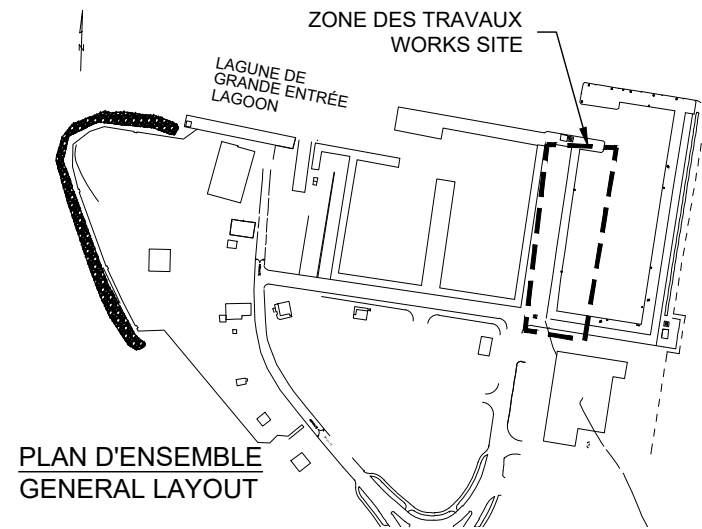 ZONE DES TRAVAUX
WORKS SITE
N
LAGUNE DE
GRANDE ENTRÉE
LAGOON
PLAN D'ENSEMBLE
GENERAL LAYOUT